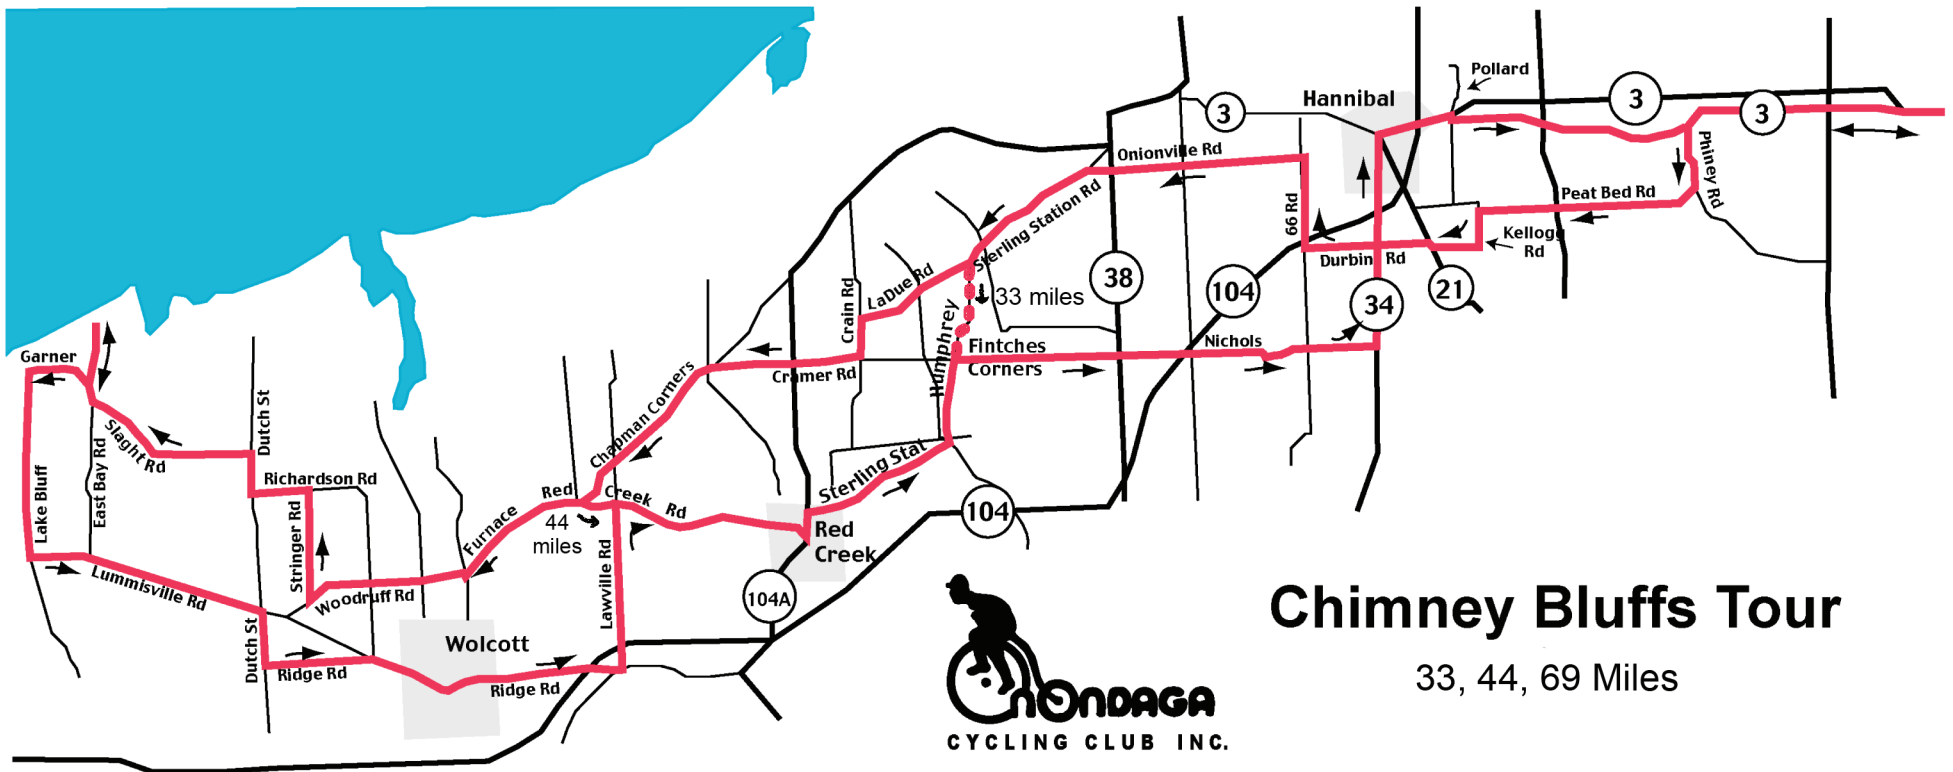 Pollard
3
Hannibal
3
3
Onionville Rd
Phiney Rd
Peat Bed Rd
Sterling Station Rd
66 Rd
Kellogg
Rd
Durbin Rd
38
104
21
34
LaDue Rd
33 miles
Crain Rd
Humphrey
Fintches
Corners
Nichols
Garner
Cramer Rd
Chapman Corners
Dutch St
Slaght Rd
East Bay Rd
Lake Bluff
Richardson Rd
Stringer Rd
Red Creek Rd
44
miles
Furnace
Sterling Stat
104
Red
Creek
Lawville Rd
Lummisville Rd
Woodruff Rd
104A
Wolcott
Dutch St
Ridge Rd
Ridge Rd
Chimney Bluffs Tour
33, 44, 69 Miles
OnONDAGA
CYCLING CLUB INC.